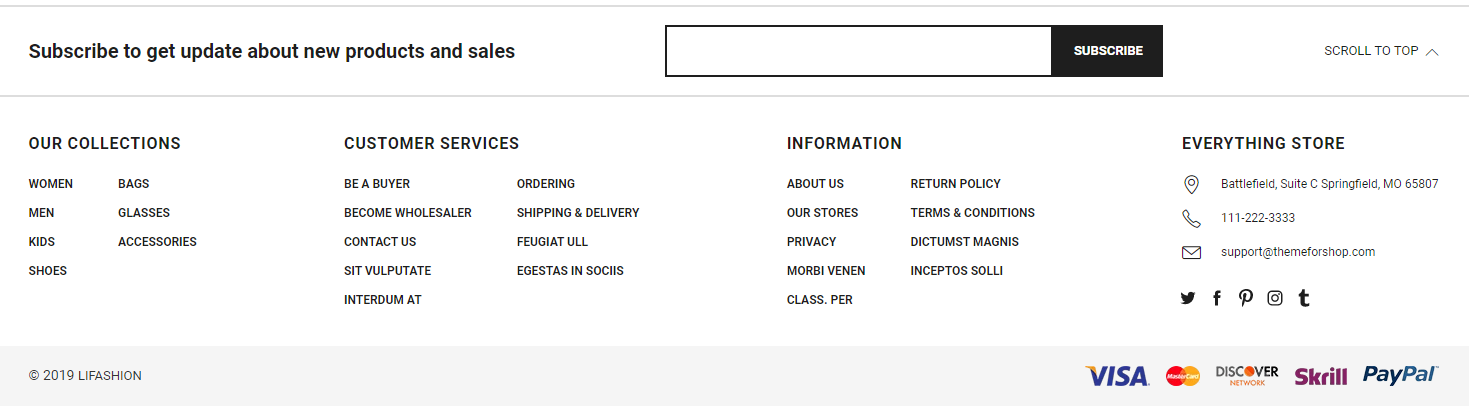 Subscribe to get update about new products and sales
SUBSCRIBE
SCROLL TO TOP
OUR COLLECTIONS
WOMEN
MEN
KIDS
SHOES
BAGS
GLASSES
ACCESSORIES
CUSTOMER SERVICES
BE A BUYER
BECOME WHOLESALER
CONTACT US
SIT VULPUTATE
INTERDUM AT
ORDERING
SHIPPING & DELIVERY
FEUGIAT ULL
EGESTAS IN SOCIIS
INFORMATION
ABOUT US
OUR STORES
PRIVACY
MORBI VENEN
CLASS. PER
RETURN POLICY
TERMS & CONDITIONS
DICTUMST MAGNIS
INCEPTOS SOLLI
EVERYTHING STORE
Battlefield, Suite C Springfield, MO 65807
111-222-3333
support@themeforshop.com
© 2019 LIFASHION
VISA
MasterCard
DISCOVER
NETWORK
Skrill
PayPal